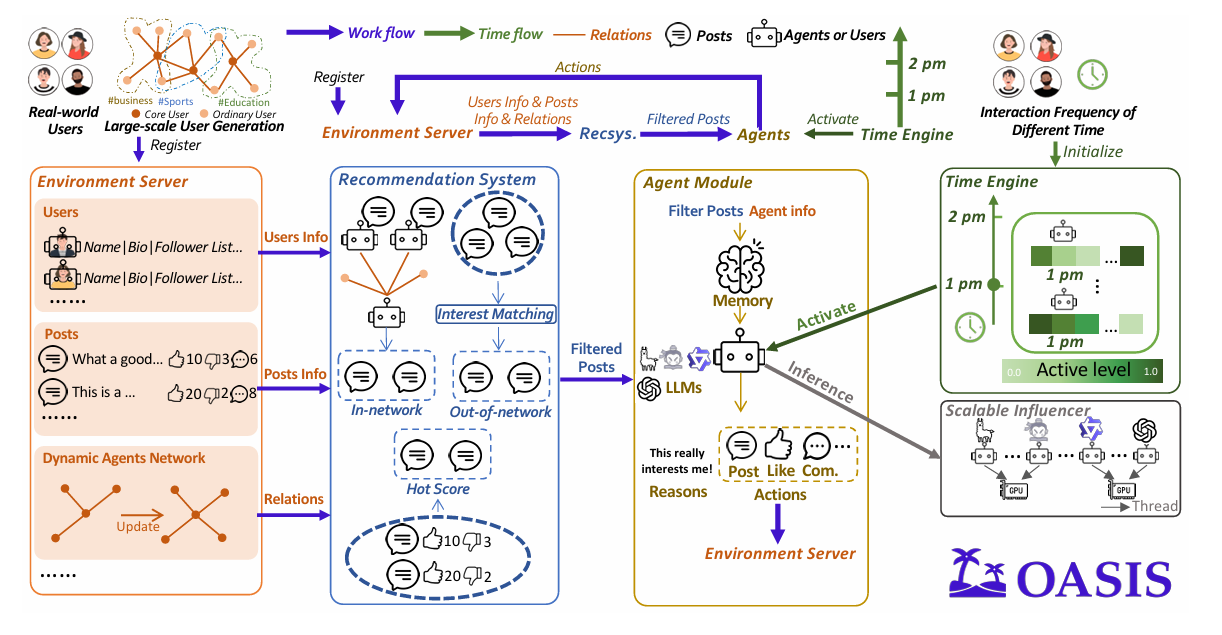 Work flow
Time flow
Relations
Posts
Agents or Users
Real-world
Users
#business
#Sports
#Education
Core User
Ordinary User
Large-scale User Generation
Register
Register
Actions
Environment Server
Users Info & Posts
Info & Relations
Recsys.
Filtered Posts
Agents
Activate
Time Engine
2 pm
1 pm
Interaction Frequency of
Different Time
Initialize
Environment Server
Users
Name|Bio|Follower List...
Name|Bio|Follower List...
......
Posts
What a good... 10 3 6
This is a ... 20 2 8
......
Dynamic Agents Network
Update
......
Users Info
Posts Info
Relations
Recommendation System
Interest Matching
In-network
Out-of-network
Hot Score
10 3
20 2
Filtered
Posts
Agent Module
Filter Posts Agent info
Memory
LLMs
This really
interests me!
Reasons
...
Post Like Com.
Actions
Environment Server
Activate
Inference
Time Engine
2 pm
1 pm
...
1 pm
...
1 pm
0.0 Active level 1.0
Scalable Influencer
... ... ...
GPU
GPU
Thread
OASIS